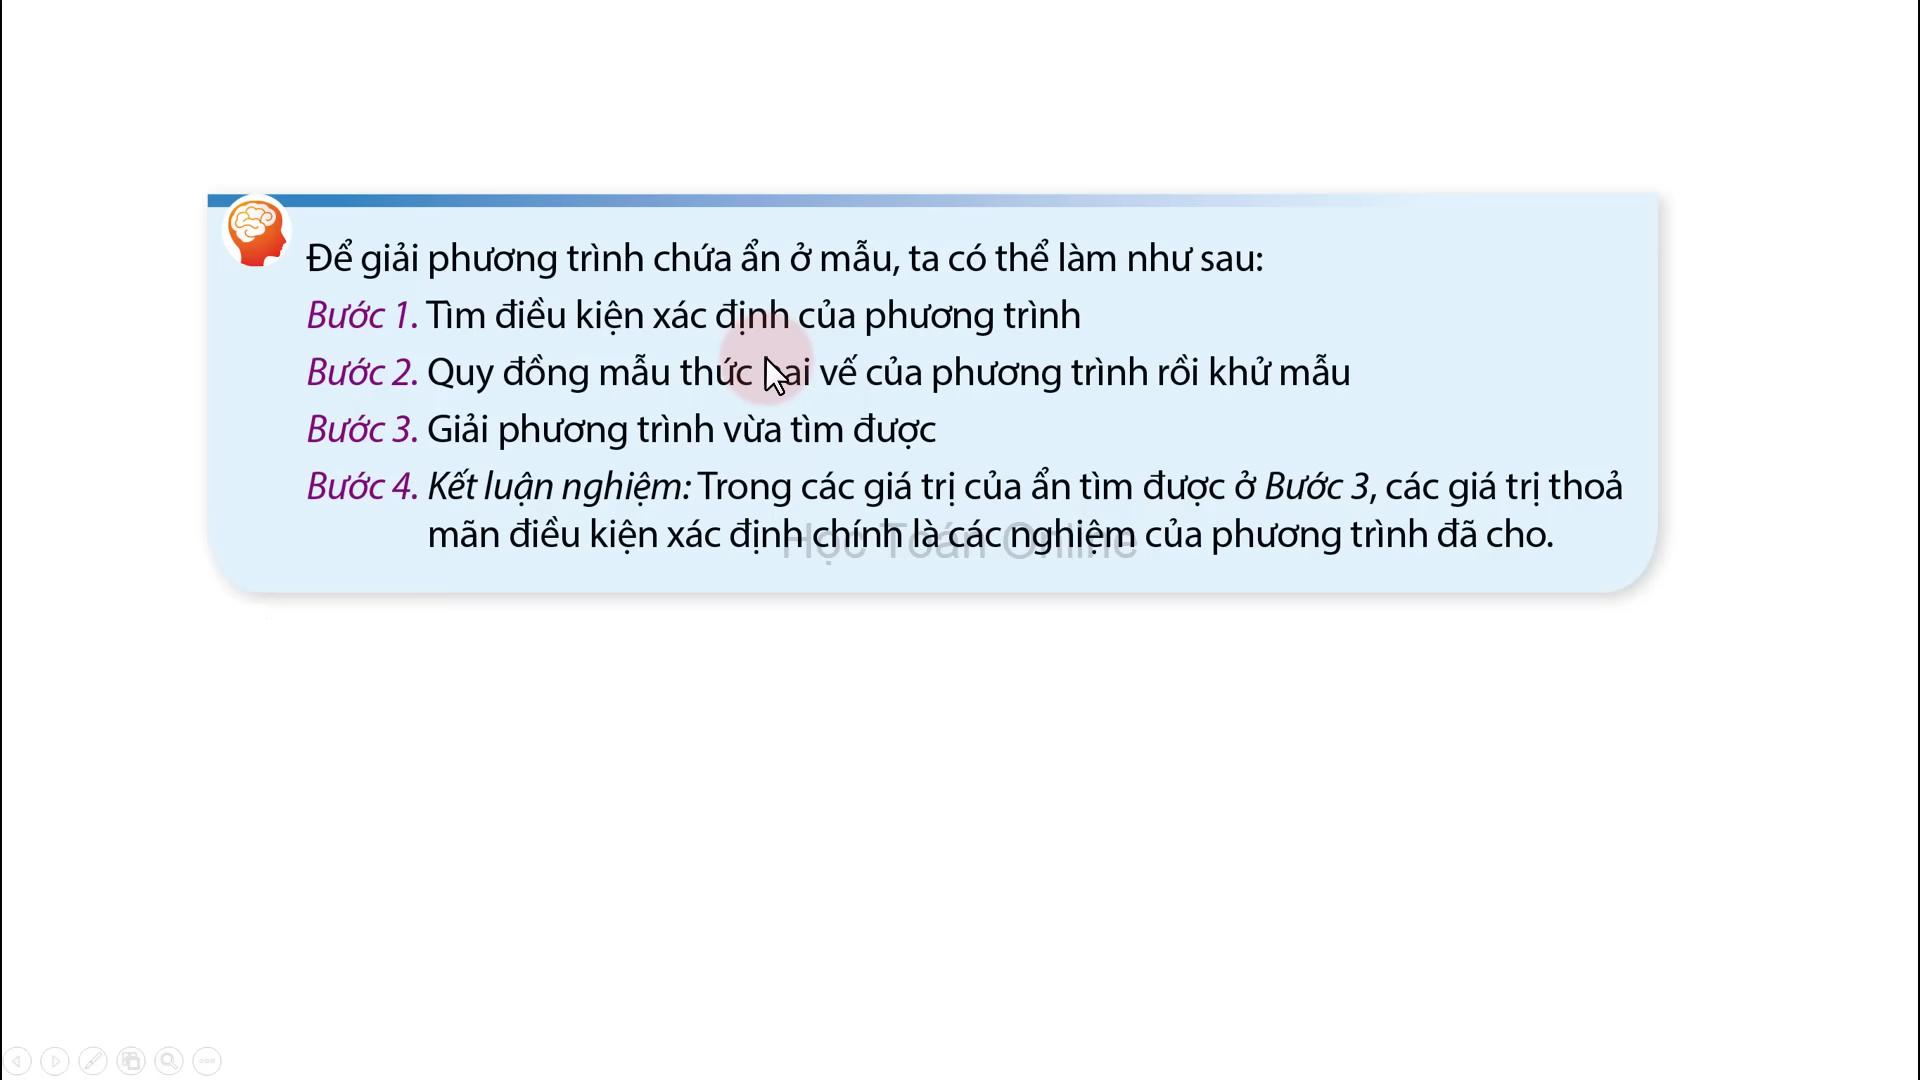 Để giải phương trình chứa ẩn ở mẫu, ta có thể làm như sau:
Bước 1. Tìm điều kiện xác định của phương trình
Bước 2. Quy đồng mẫu thức hai vế của phương trình rồi khử mẫu
Bước 3. Giải phương trình vừa tìm được
Bước 4. Kết luận nghiệm: Trong các giá trị của ẩn tìm được ở Bước 3, các giá trị thoả
mãn điều kiện xác định chính là các nghiệm của phương trình đã cho.
Học Toán Online